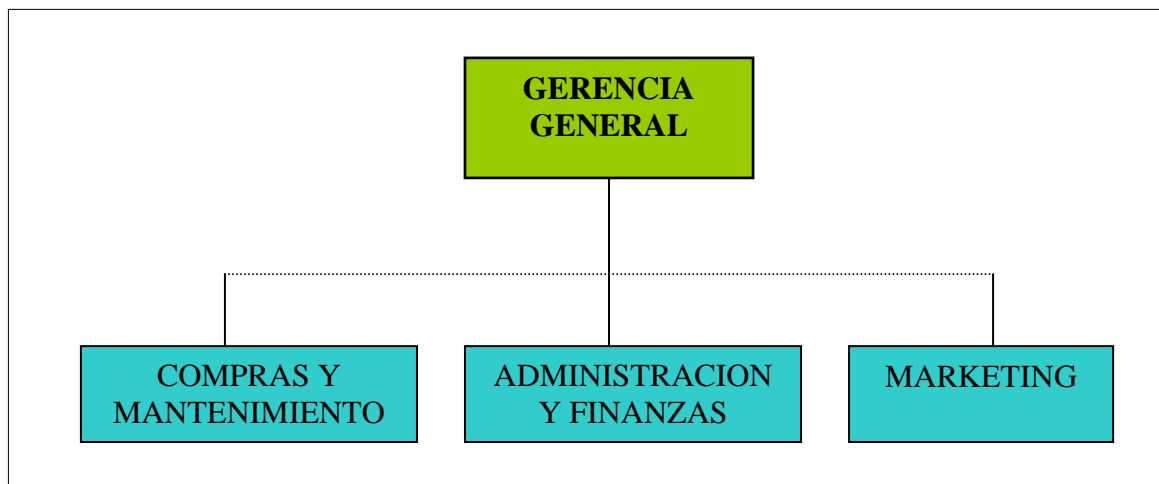 GERENCIA
GENERAL
COMPRAS Y
MANTENIMIENTO
ADMINISTRACION
Y FINANZAS
MARKETING